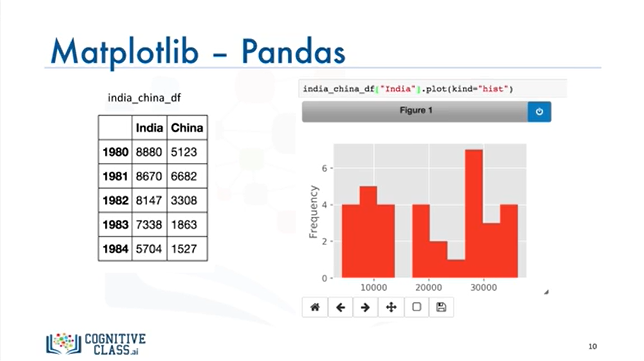 Matplotlib – Pandas
india_china_df
India China
1980 8880 5123
1981 8670 6682
1982 8147 3308
1983 7338 1863
1984 5704 1527
india_china_df["India"].plot(kind="hist")
Figure 1
Frequency
6
4
2
0
10000 20000 30000
COGNITIVE
CLASS.ai
10